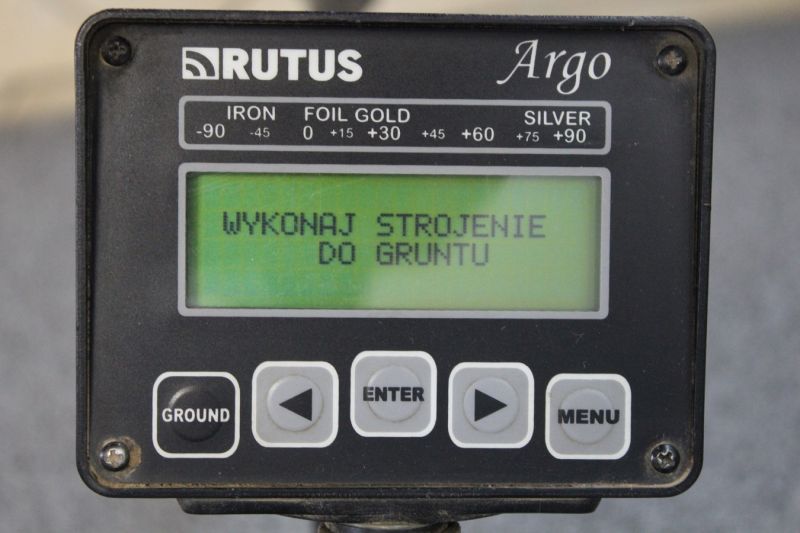 RUTUS Argo
IRON FOIL GOLD SILVER
-90 -45 0 +15 +30 +45 +60 +75 +90
WYKONAJ STROJENIE
DO GRUNTU
GROUND ENTER MENU